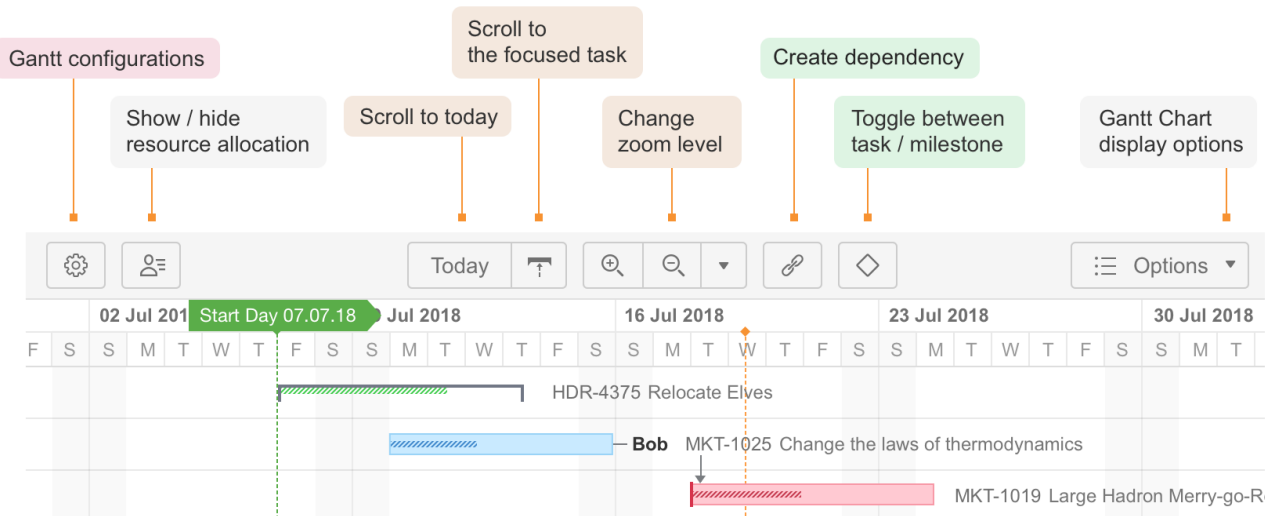 Scroll to
the focused task
Gantt configurations
Create dependency
Show / hide
resource allocation
Scroll to today
Change
zoom level
Toggle between
task / milestone
Gantt Chart
display options
Today
Options
02 Jul 201
Start Day 07.07.18
Jul 2018
16 Jul 2018
23 Jul 2018
30 Jul 2018
F S S M T W T F S S M T W T F S S M T W T F S S M T W T F S S M T
HDR-4375 Relocate Elves
Bob MKT-1025 Change the laws of thermodynamics
MKT-1019 Large Hadron Merry-go-R